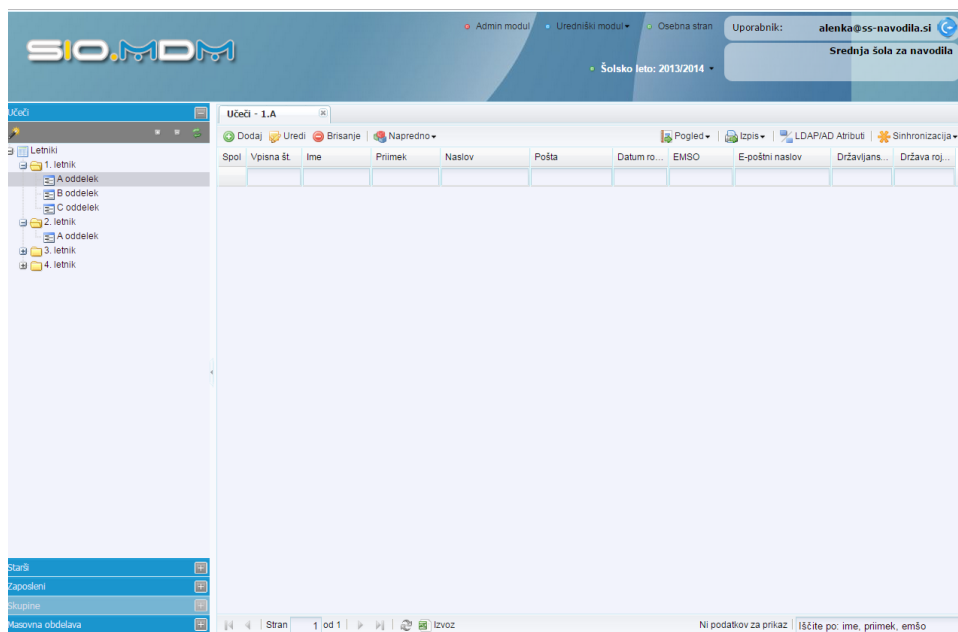 Admin modul Uredniški modul Osebna stran Uporabnik: alenka@ss-navodila.si
SIO.MDM
Srednja šola za navodila
Šolsko leto: 2013/2014
Učeči
Učeči - 1.A
Dodaj Uredi Brisanje Napredno Pogled Izpis LDAP/AD Atributi Sinhronizacija
Letniki
Spol Vpisna št. Ime Priimek Naslov Pošta Datum ro... EMSO E-poštni naslov Državljans... Država roj...
1. letnik
A oddelek
B oddelek
C oddelek
2. letnik
A oddelek
3. letnik
4. letnik
Starši
Zaposleni
Skupine
Masovna obdelava
Stran 1 od 1 Izvoz Ni podatkov za prikaz Iščite po: ime, priimek, emšo